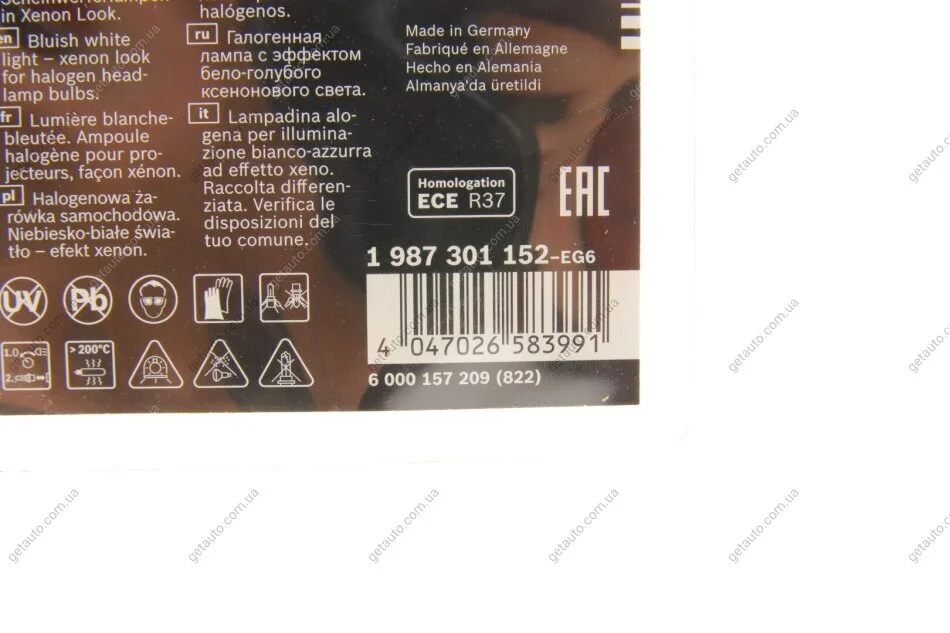 in Xenon Look.
en Bluish white
light – xenon look
for halogen head-
lamp bulbs.
fr Lumière blanche-
bleutée. Ampoule
halogène pour pro-
jecteurs, façon xénon.
pl Halogenowa ża-
rówka samochodowa.
Niebiesko-białe świa-
tło – efekt xenon.
halógenos.
ru Галогенная
лампа с эффектом
бело-голубого
ксенонового света.
it Lampadina alo-
gena per illumina-
zione bianco-azzurra
ad effetto xeno.
Raccolta differen-
ziata. Verifica le
disposizioni del
tuo comune.
Made in Germany
Fabriqué en Allemagne
Hecho en Alemania
Almanya'da üretildi
Homologation
ECE R37
EAC
1 987 301 152-EG6
4 047026 583991
6 000 157 209 (822)
UV
Pb
1.
2.
> 200°C
getauto.com.ua